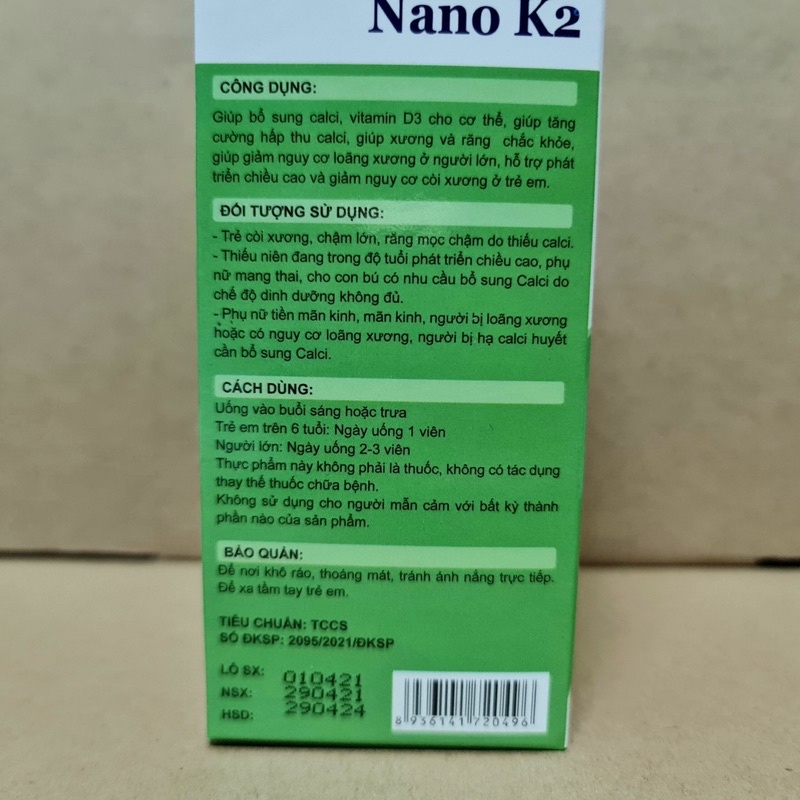 Nano K2
CÔNG DỤNG:
Giúp bổ sung calci, vitamin D3 cho cơ thể, giúp tăng
cường hấp thu calci, giúp xương và răng chắc khỏe,
giúp giảm nguy cơ loãng xương ở người lớn, hỗ trợ phát
triển chiều cao và giảm nguy cơ còi xương ở trẻ em.
ĐỐI TƯỢNG SỬ DỤNG:
- Trẻ còi xương, chậm lớn, răng mọc chậm do thiếu calci.
- Thiếu niên đang trong độ tuổi phát triển chiều cao, phụ
nữ mang thai, cho con bú có nhu cầu bổ sung Calci do
chế độ dinh dưỡng không đủ.
- Phụ nữ tiền mãn kinh, mãn kinh, người bị loãng xương
hoặc có nguy cơ loãng xương, người bị hạ calci huyết
cần bổ sung Calci.
CÁCH DÙNG:
Uống vào buổi sáng hoặc trưa
Trẻ em trên 6 tuổi: Ngày uống 1 viên
Người lớn: Ngày uống 2-3 viên
Thực phẩm này không phải là thuốc, không có tác dụng
thay thế thuốc chữa bệnh.
Không sử dụng cho người mẫn cảm với bất kỳ thành
phần nào của sản phẩm.
BẢO QUẢN:
Để nơi khô ráo, thoáng mát, tránh ánh nắng trực tiếp.
Để xa tầm tay trẻ em.
TIÊU CHUẨN: TCCS
SỐ ĐKSP: 2095/2021/ĐKSP
LÔ SX: 010421
NSX: 290421
HSD: 290424
8 936141 720496